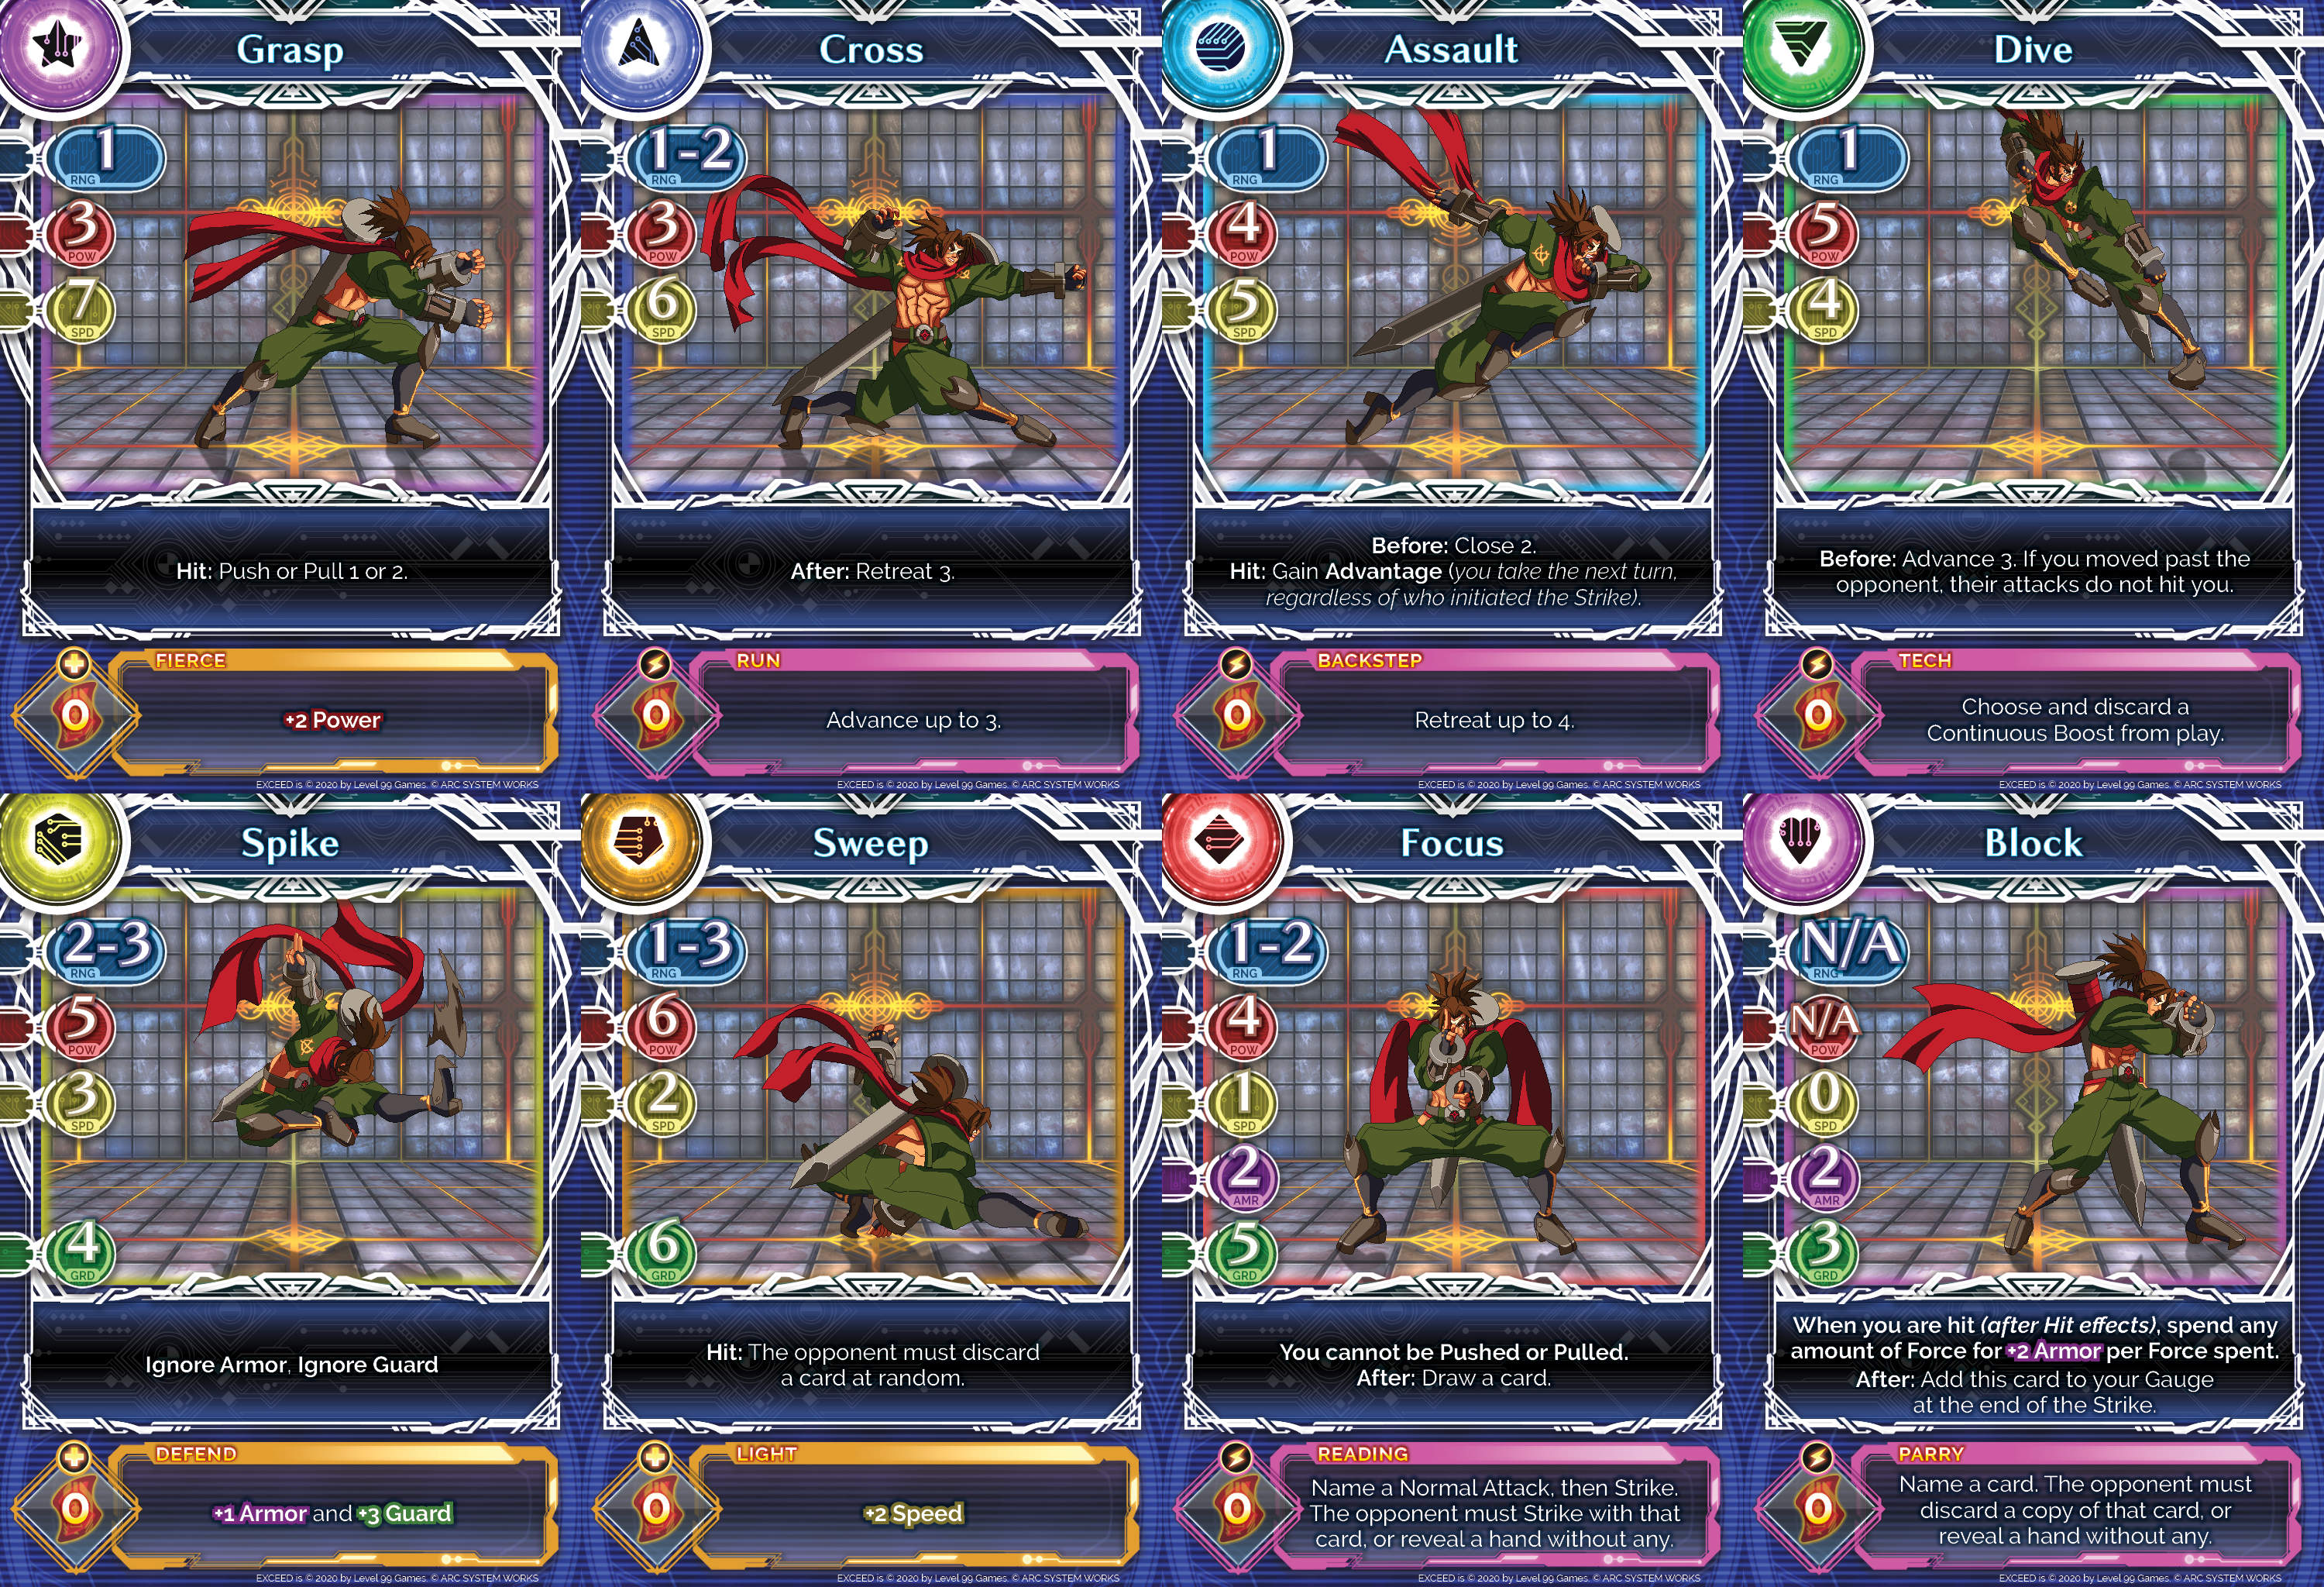 Grasp
1
RNG
3
POW
7
SPD
Hit: Push or Pull 1 or 2.
FIERCE
0
+2 Power
EXCEED is © 2020 by Level 99 Games. © ARC SYSTEM WORKS
Cross
1-2
RNG
3
POW
6
SPD
After: Retreat 3.
RUN
0
Advance up to 3.
EXCEED is © 2020 by Level 99 Games. © ARC SYSTEM WORKS
Assault
1
RNG
4
POW
5
SPD
Before: Close 2.
Hit: Gain Advantage (you take the next turn,
regardless of who initiated the Strike).
BACKSTEP
0
Retreat up to 4.
EXCEED is © 2020 by Level 99 Games. © ARC SYSTEM WORKS
Dive
1
RNG
5
POW
4
SPD
Before: Advance 3. If you moved past the
opponent, their attacks do not hit you.
TECH
0
Choose and discard a
Continuous Boost from play.
EXCEED is © 2020 by Level 99 Games. © ARC SYSTEM WORKS
Spike
2-3
RNG
5
POW
3
SPD
4
GRD
Ignore Armor, Ignore Guard
DEFEND
0
+1 Armor and +3 Guard
EXCEED is © 2020 by Level 99 Games. © ARC SYSTEM WORKS
Sweep
1-3
RNG
6
POW
2
SPD
6
GRD
Hit: The opponent must discard
a card at random.
LIGHT
0
+2 Speed
EXCEED is © 2020 by Level 99 Games. © ARC SYSTEM WORKS
Focus
1-2
RNG
4
POW
1
SPD
2
AMR
5
GRD
You cannot be Pushed or Pulled.
After: Draw a card.
READING
0
Name a Normal Attack, then Strike.
The opponent must Strike with that
card, or reveal a hand without any.
EXCEED is © 2020 by Level 99 Games. © ARC SYSTEM WORKS
Block
N/A
RNG
N/A
POW
0
SPD
2
AMR
3
GRD
When you are hit (after Hit effects), spend any
amount of Force for +2 Armor per Force spent.
After: Add this card to your Gauge
at the end of the Strike.
PARRY
0
Name a card. The opponent must
discard a copy of that card, or
reveal a hand without any.
EXCEED is © 2020 by Level 99 Games. © ARC SYSTEM WORKS